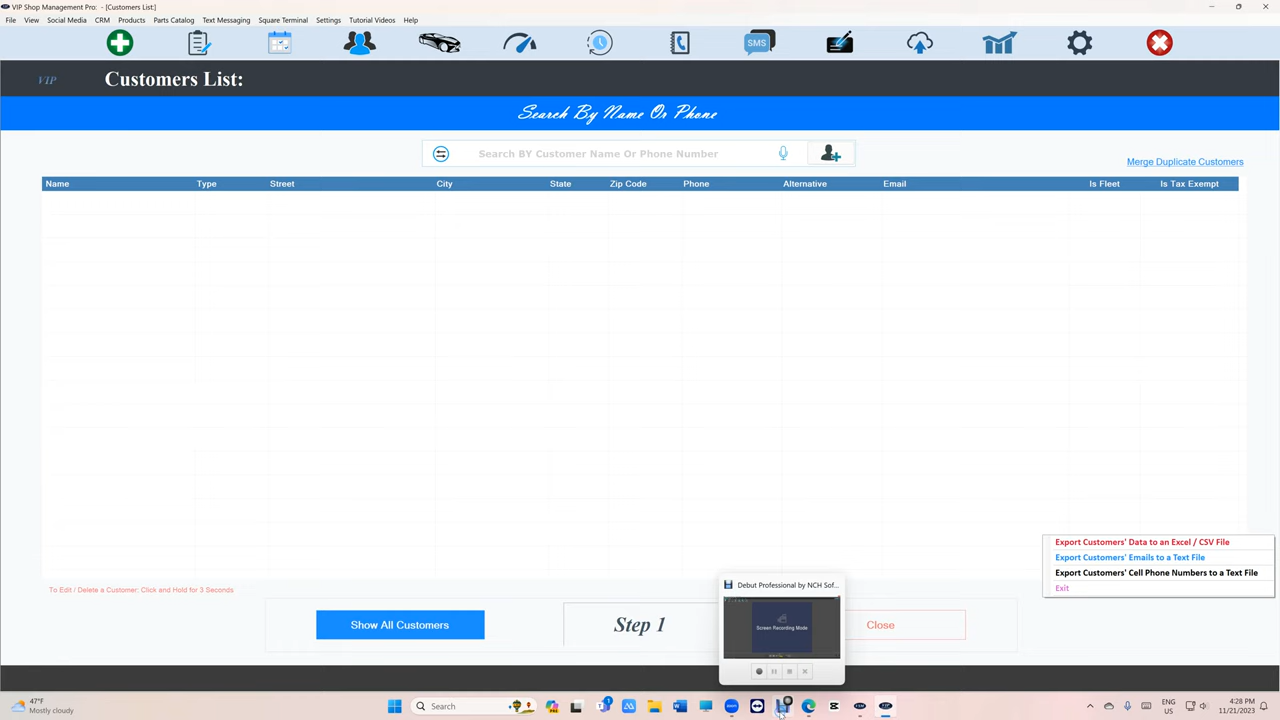 VIP Shop Management Pro: - [Customers List:]
File View Social Media CRM Products Parts Catalog Text Messaging Square Terminal Settings Tutorial Videos Help
SMS
VIP Customers List:
Search By Name Or Phone
Search BY Customer Name Or Phone Number
Merge Duplicate Customers
Name Type Street City State Zip Code Phone Alternative Email Is Fleet Is Tax Exempt
Export Customers' Data to an Excel / CSV File
Export Customers' Emails to a Text File
Export Customers' Cell Phone Numbers to a Text File
Exit
To Edit / Delete a Customer: Click and Hold for 3 Seconds
Debut Professional by NCH Sof...
Screen Recording Mode
Show All Customers
Step 1
Close
47°F
Mostly cloudy
Search
ENG
US
4:28 PM
11/21/2023